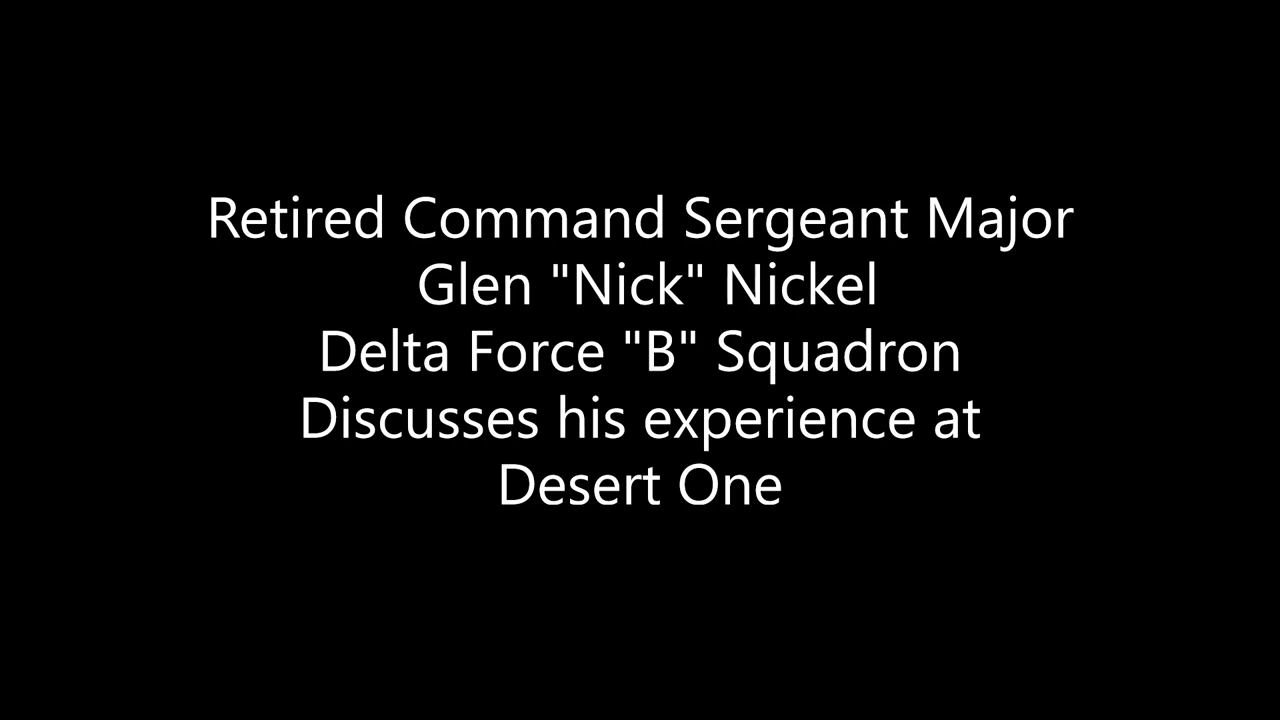 Retired Command Sergeant Major
Glen "Nick" Nickel
Delta Force "B" Squadron
Discusses his experience at
Desert One